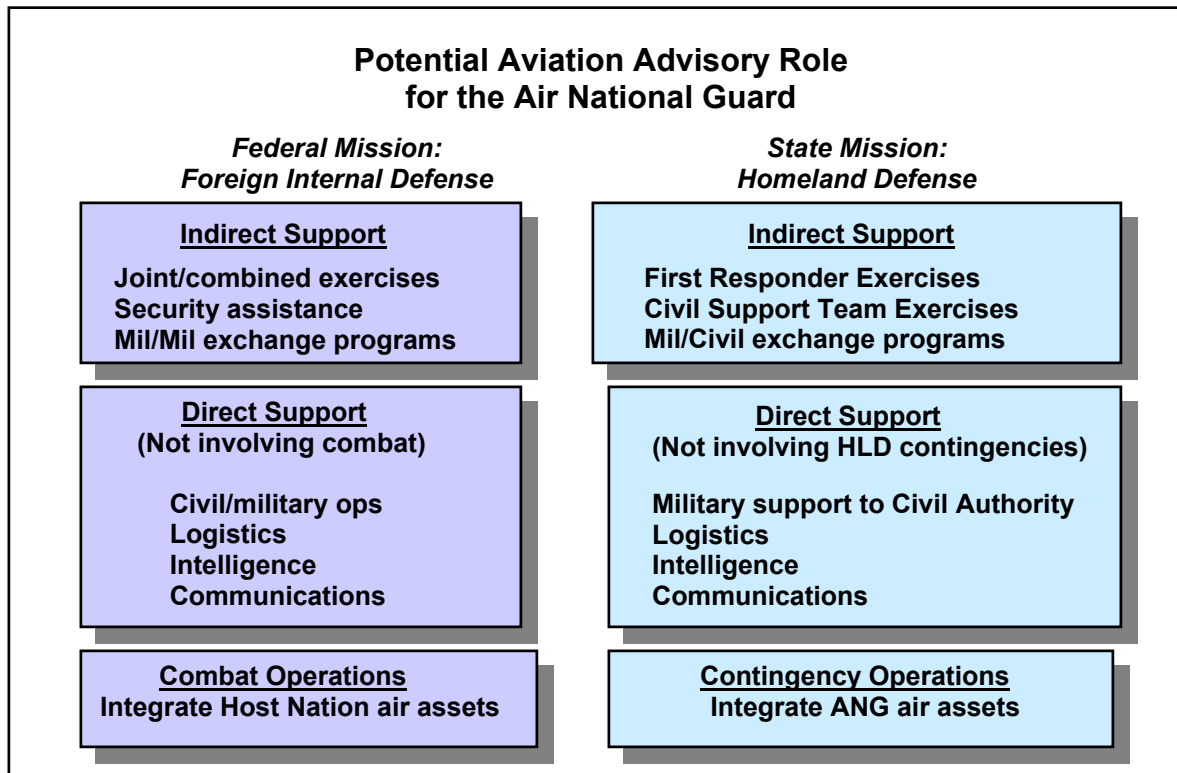 Potential Aviation Advisory Role
for the Air National Guard
Federal Mission:
Foreign Internal Defense
Indirect Support
Joint/combined exercises
Security assistance
Mil/Mil exchange programs
Direct Support
(Not involving combat)
Civil/military ops
Logistics
Intelligence
Communications
Combat Operations
Integrate Host Nation air assets
State Mission:
Homeland Defense
Indirect Support
First Responder Exercises
Civil Support Team Exercises
Mil/Civil exchange programs
Direct Support
(Not involving HLD contingencies)
Military support to Civil Authority
Logistics
Intelligence
Communications
Contingency Operations
Integrate ANG air assets